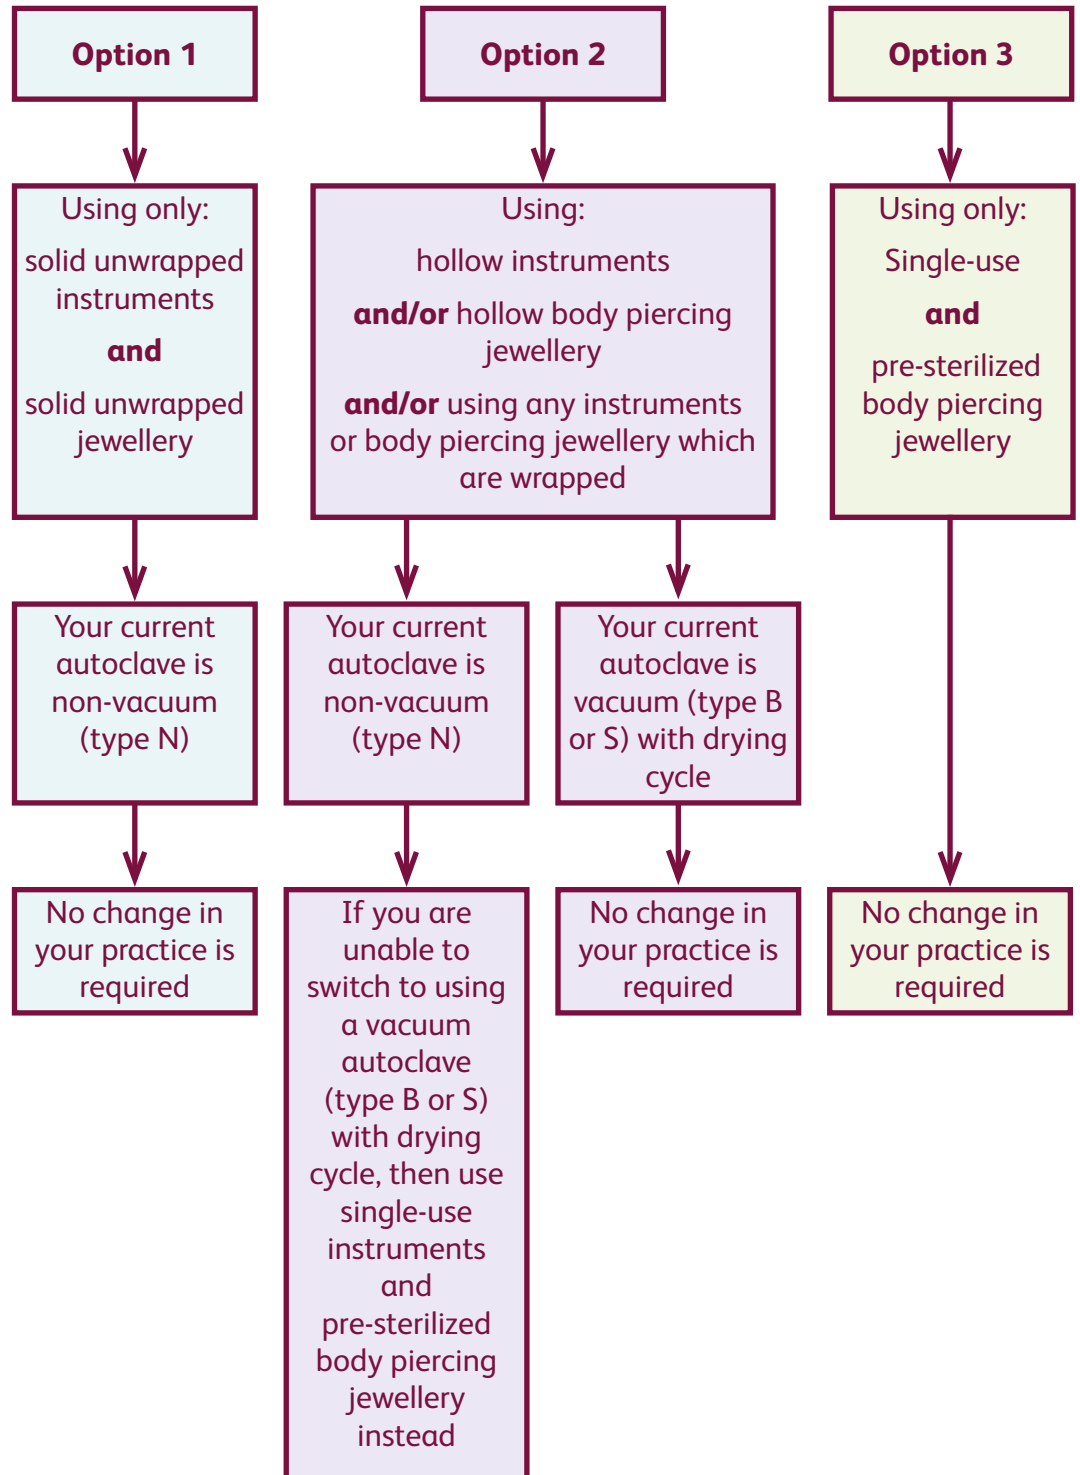 Option 1
Option 2
Option 3
Using only:
solid unwrapped
instruments
and
solid unwrapped
jewellery
Using:
hollow instruments
and/or hollow body piercing
jewellery
and/or using any instruments
or body piercing jewellery which
are wrapped
Using only:
Single-use
and
pre-sterilized
body piercing
jewellery
Your current
autoclave is
non-vacuum
(type N)
Your current
autoclave is
non-vacuum
(type N)
Your current
autoclave is
vacuum (type B
or S) with drying
cycle
No change in
your practice is
required
If you are
unable to
switch to using
a vacuum
autoclave
(type B or S)
with drying
cycle, then use
single-use
instruments
and
pre-sterilized
body piercing
jewellery
instead
No change in
your practice is
required
No change in
your practice is
required